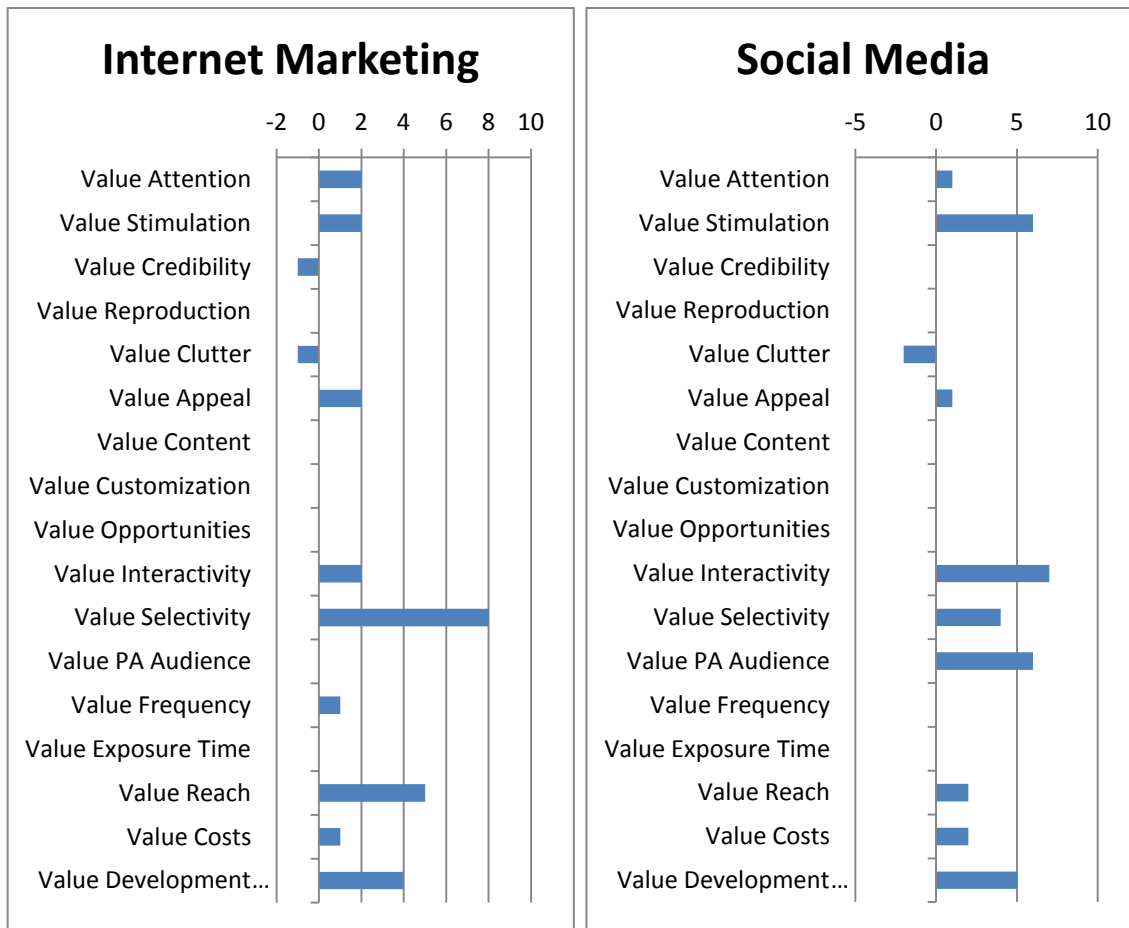 Internet Marketing
-2 0 2 4 6 8 10
Value Attention
Value Stimulation
Value Credibility
Value Reproduction
Value Clutter
Value Appeal
Value Content
Value Customization
Value Opportunities
Value Interactivity
Value Selectivity
Value PA Audience
Value Frequency
Value Exposure Time
Value Reach
Value Costs
Value Development...
Social Media
-5 0 5 10
Value Attention
Value Stimulation
Value Credibility
Value Reproduction
Value Clutter
Value Appeal
Value Content
Value Customization
Value Opportunities
Value Interactivity
Value Selectivity
Value PA Audience
Value Frequency
Value Exposure Time
Value Reach
Value Costs
Value Development...